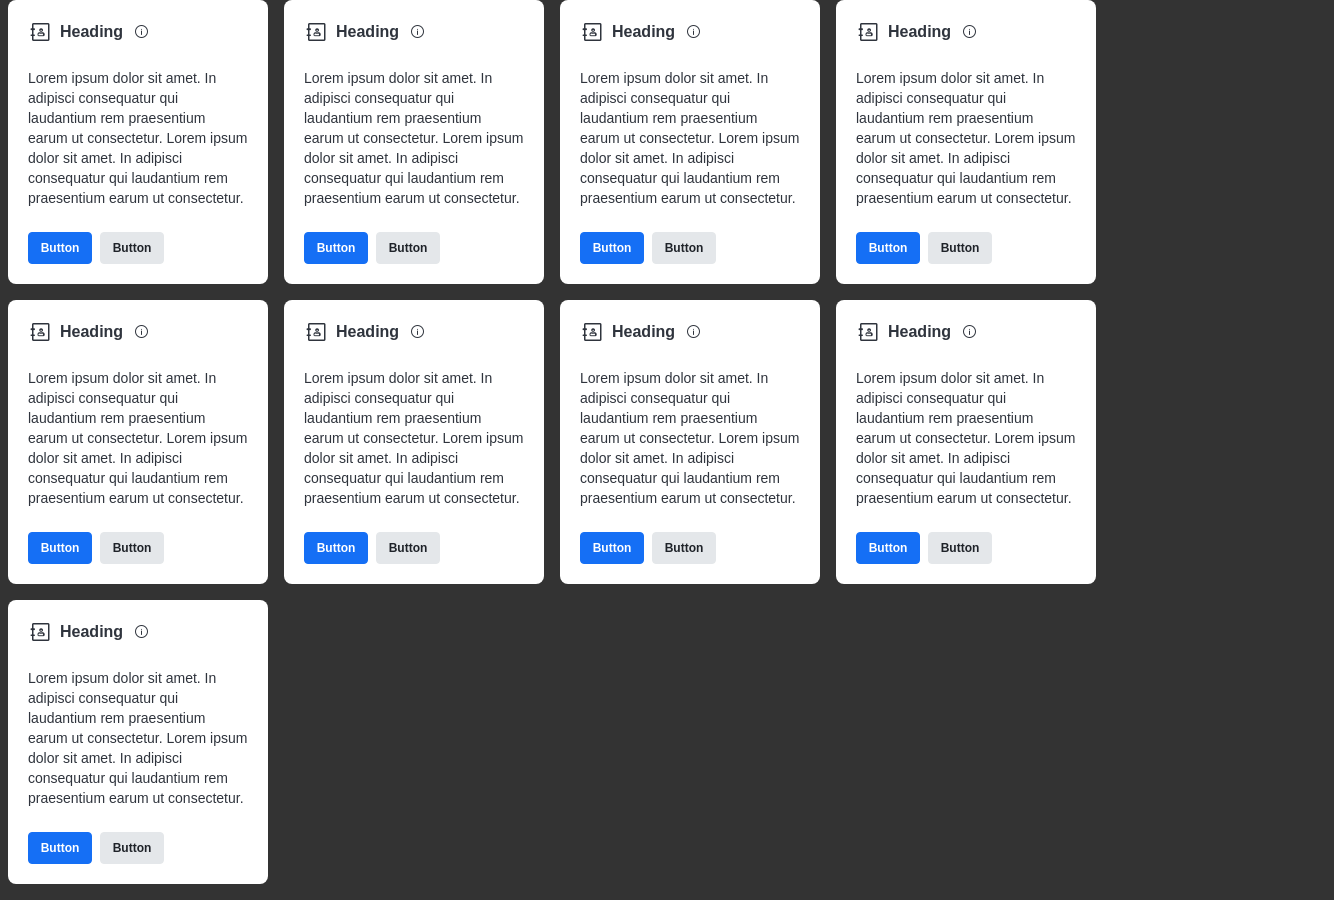 Heading
Lorem ipsum dolor sit amet. In
adipisci consequatur qui
laudantium rem praesentium
earum ut consectetur. Lorem ipsum
dolor sit amet. In adipisci
consequatur qui laudantium rem
praesentium earum ut consectetur.
Button Button
Heading
Lorem ipsum dolor sit amet. In
adipisci consequatur qui
laudantium rem praesentium
earum ut consectetur. Lorem ipsum
dolor sit amet. In adipisci
consequatur qui laudantium rem
praesentium earum ut consectetur.
Button Button
Heading
Lorem ipsum dolor sit amet. In
adipisci consequatur qui
laudantium rem praesentium
earum ut consectetur. Lorem ipsum
dolor sit amet. In adipisci
consequatur qui laudantium rem
praesentium earum ut consectetur.
Button Button
Heading
Lorem ipsum dolor sit amet. In
adipisci consequatur qui
laudantium rem praesentium
earum ut consectetur. Lorem ipsum
dolor sit amet. In adipisci
consequatur qui laudantium rem
praesentium earum ut consectetur.
Button Button
Heading
Lorem ipsum dolor sit amet. In
adipisci consequatur qui
laudantium rem praesentium
earum ut consectetur. Lorem ipsum
dolor sit amet. In adipisci
consequatur qui laudantium rem
praesentium earum ut consectetur.
Button Button
Heading
Lorem ipsum dolor sit amet. In
adipisci consequatur qui
laudantium rem praesentium
earum ut consectetur. Lorem ipsum
dolor sit amet. In adipisci
consequatur qui laudantium rem
praesentium earum ut consectetur.
Button Button
Heading
Lorem ipsum dolor sit amet. In
adipisci consequatur qui
laudantium rem praesentium
earum ut consectetur. Lorem ipsum
dolor sit amet. In adipisci
consequatur qui laudantium rem
praesentium earum ut consectetur.
Button Button
Heading
Lorem ipsum dolor sit amet. In
adipisci consequatur qui
laudantium rem praesentium
earum ut consectetur. Lorem ipsum
dolor sit amet. In adipisci
consequatur qui laudantium rem
praesentium earum ut consectetur.
Button Button
Heading
Lorem ipsum dolor sit amet. In
adipisci consequatur qui
laudantium rem praesentium
earum ut consectetur. Lorem ipsum
dolor sit amet. In adipisci
consequatur qui laudantium rem
praesentium earum ut consectetur.
Button Button